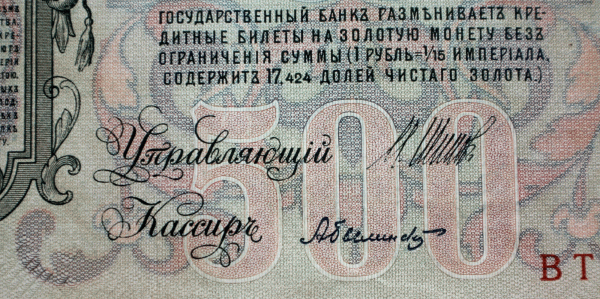 ГОСУДАРСТВЕННЫЙ БАНКЪ РАЗМѢНИВАЕТЪ КРЕ-
ДИТНЫЕ БИЛЕТЫ НА ЗОЛОТУЮ МОНЕТУ БЕЗЪ
ОГРАНИЧЕНІЯ СУММЫ (1 РУБЛЬ=1/15 ИМПЕРІАЛА,
СОДЕРЖИТЪ 17,424 ДОЛЕЙ ЧИСТАГО ЗОЛОТА.)
500
Управляющій
Кассиръ
ВТ